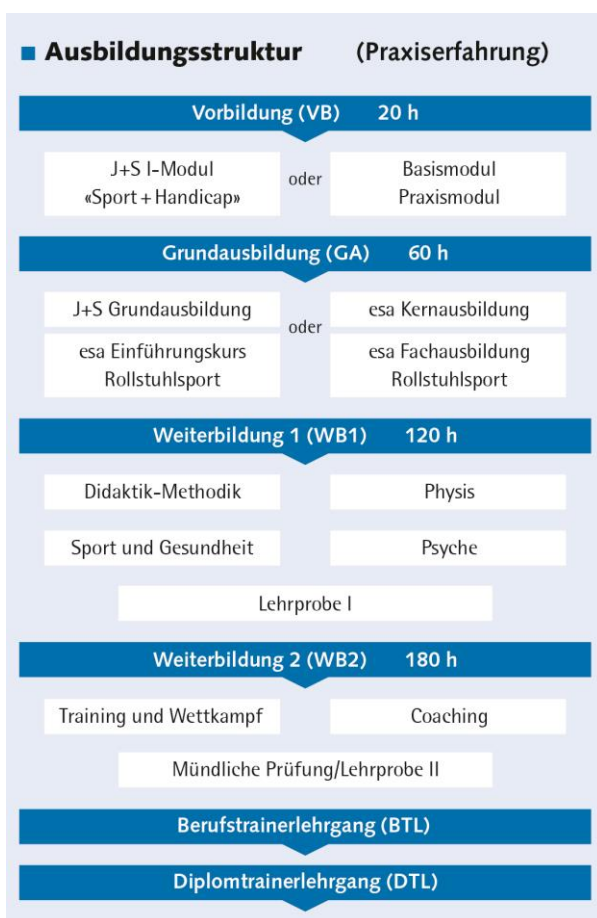 Ausbildungsstruktur (Praxiserfahrung)
Vorbildung (VB) 20 h
J+S I-Modul
«Sport+Handicap»
oder
Basismodul
Praxismodul
Grundausbildung (GA) 60 h
J+S Grundausbildung
esa Einführungskurs
Rollstuhlsport
oder
esa Kernausbildung
esa Fachausbildung
Rollstuhlsport
Weiterbildung 1 (WB1) 120 h
Didaktik-Methodik
Physis
Sport und Gesundheit
Psyche
Lehrprobe I
Weiterbildung 2 (WB2) 180 h
Training und Wettkampf
Coaching
Mündliche Prüfung/Lehrprobe II
Berufstrainerlehrgang (BTL)
Diplomtrainerlehrgang (DTL)